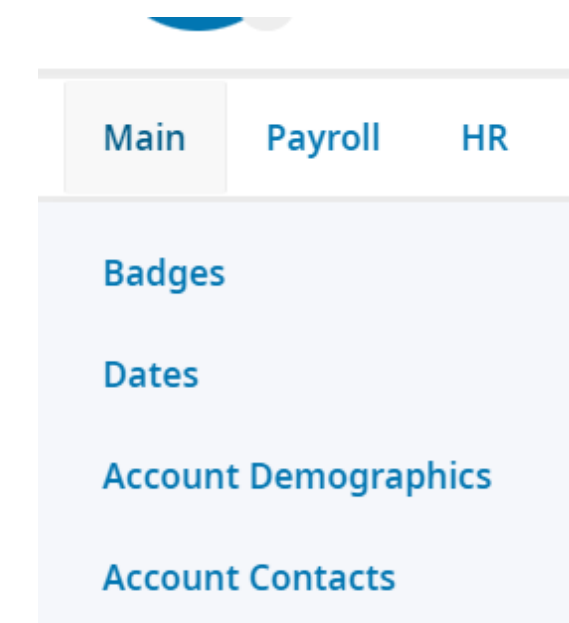 Main Payroll HR
Badges
Dates
Account Demographics
Account Contacts